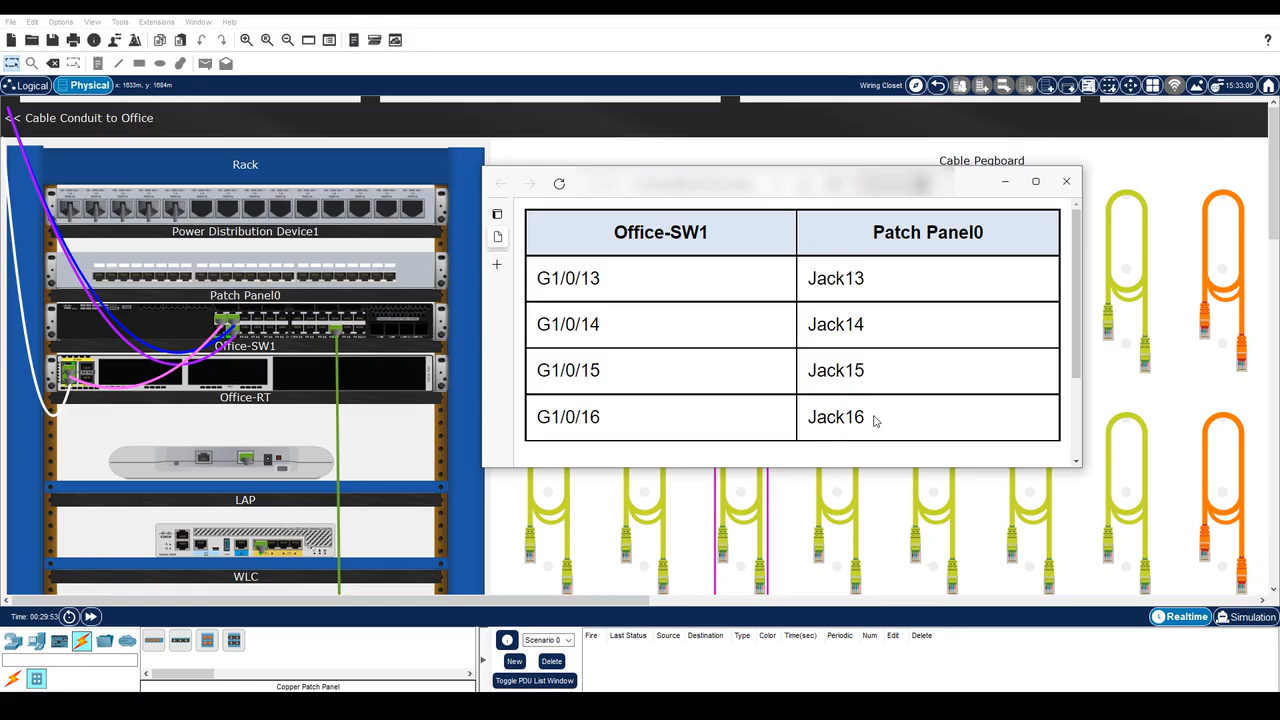 File Edit Options View Tools Extensions Window Help
?
Logical Physical x: 1633m, y: 1684m Wiring Closet 15:33:00
<< Cable Conduit to Office
Rack
Cable Pegboard
Power Distribution Device1
Patch Panel0
Office-SW1
Office-RT
LAP
WLC
Office-SW1 Patch Panel0
G1/0/13 Jack13
G1/0/14 Jack14
G1/0/15 Jack15
G1/0/16 Jack16
Time: 00:29:53 Realtime Simulation
Scenario 0 Fire Last Status Source Destination Type Color Time(sec) Periodic Num Edit Delete
New Delete
Toggle PDU List Window
Copper Patch Panel